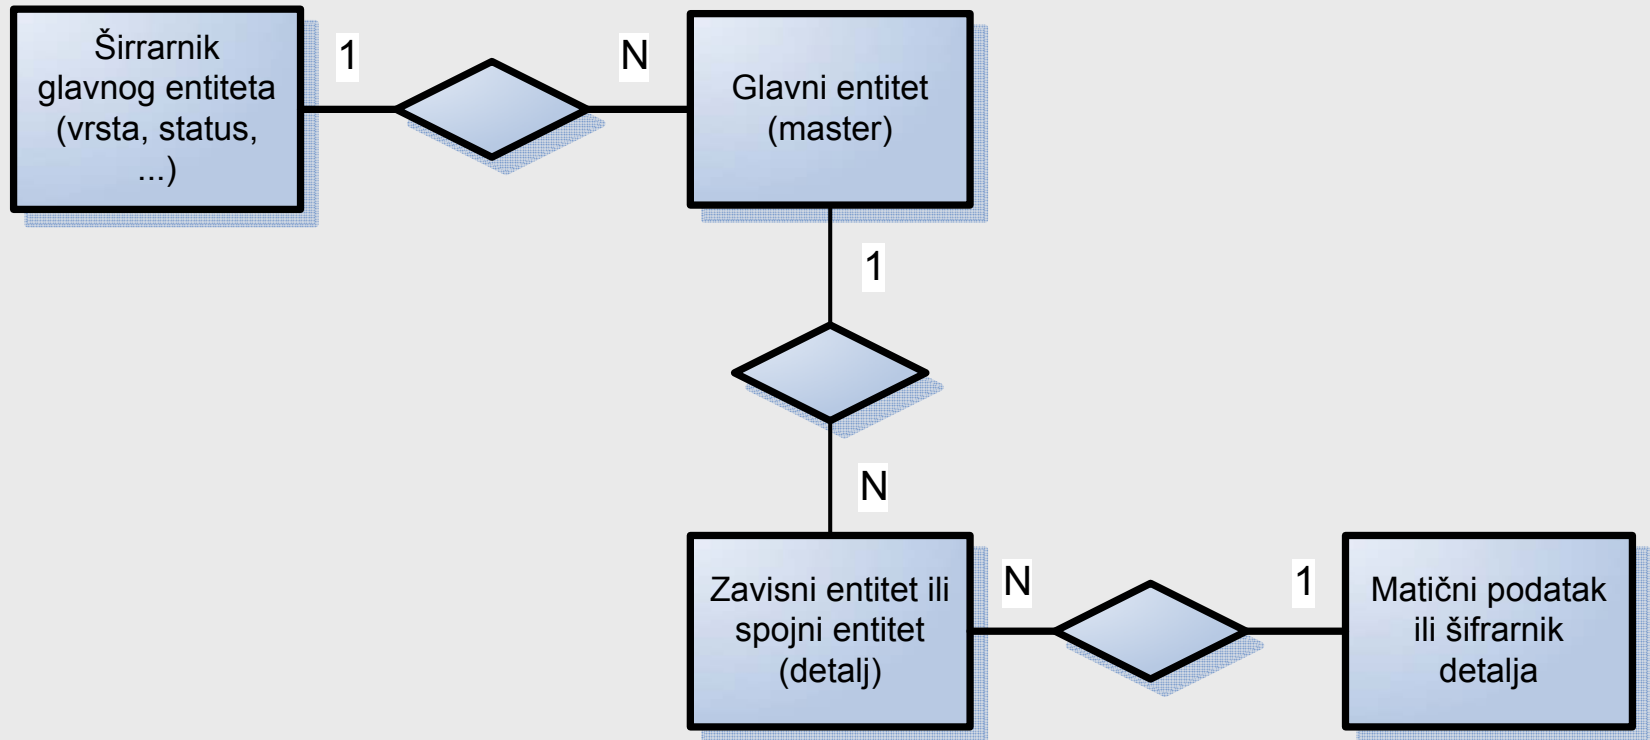 Širrarnik
glavnog entiteta
(vrsta, status,
...)
1
N
Glavni entitet
(master)
1
N
Zavisni entitet ili
spojni entitet
(detalj)
N
1
Matični podatak
ili šifrarnik
detalja